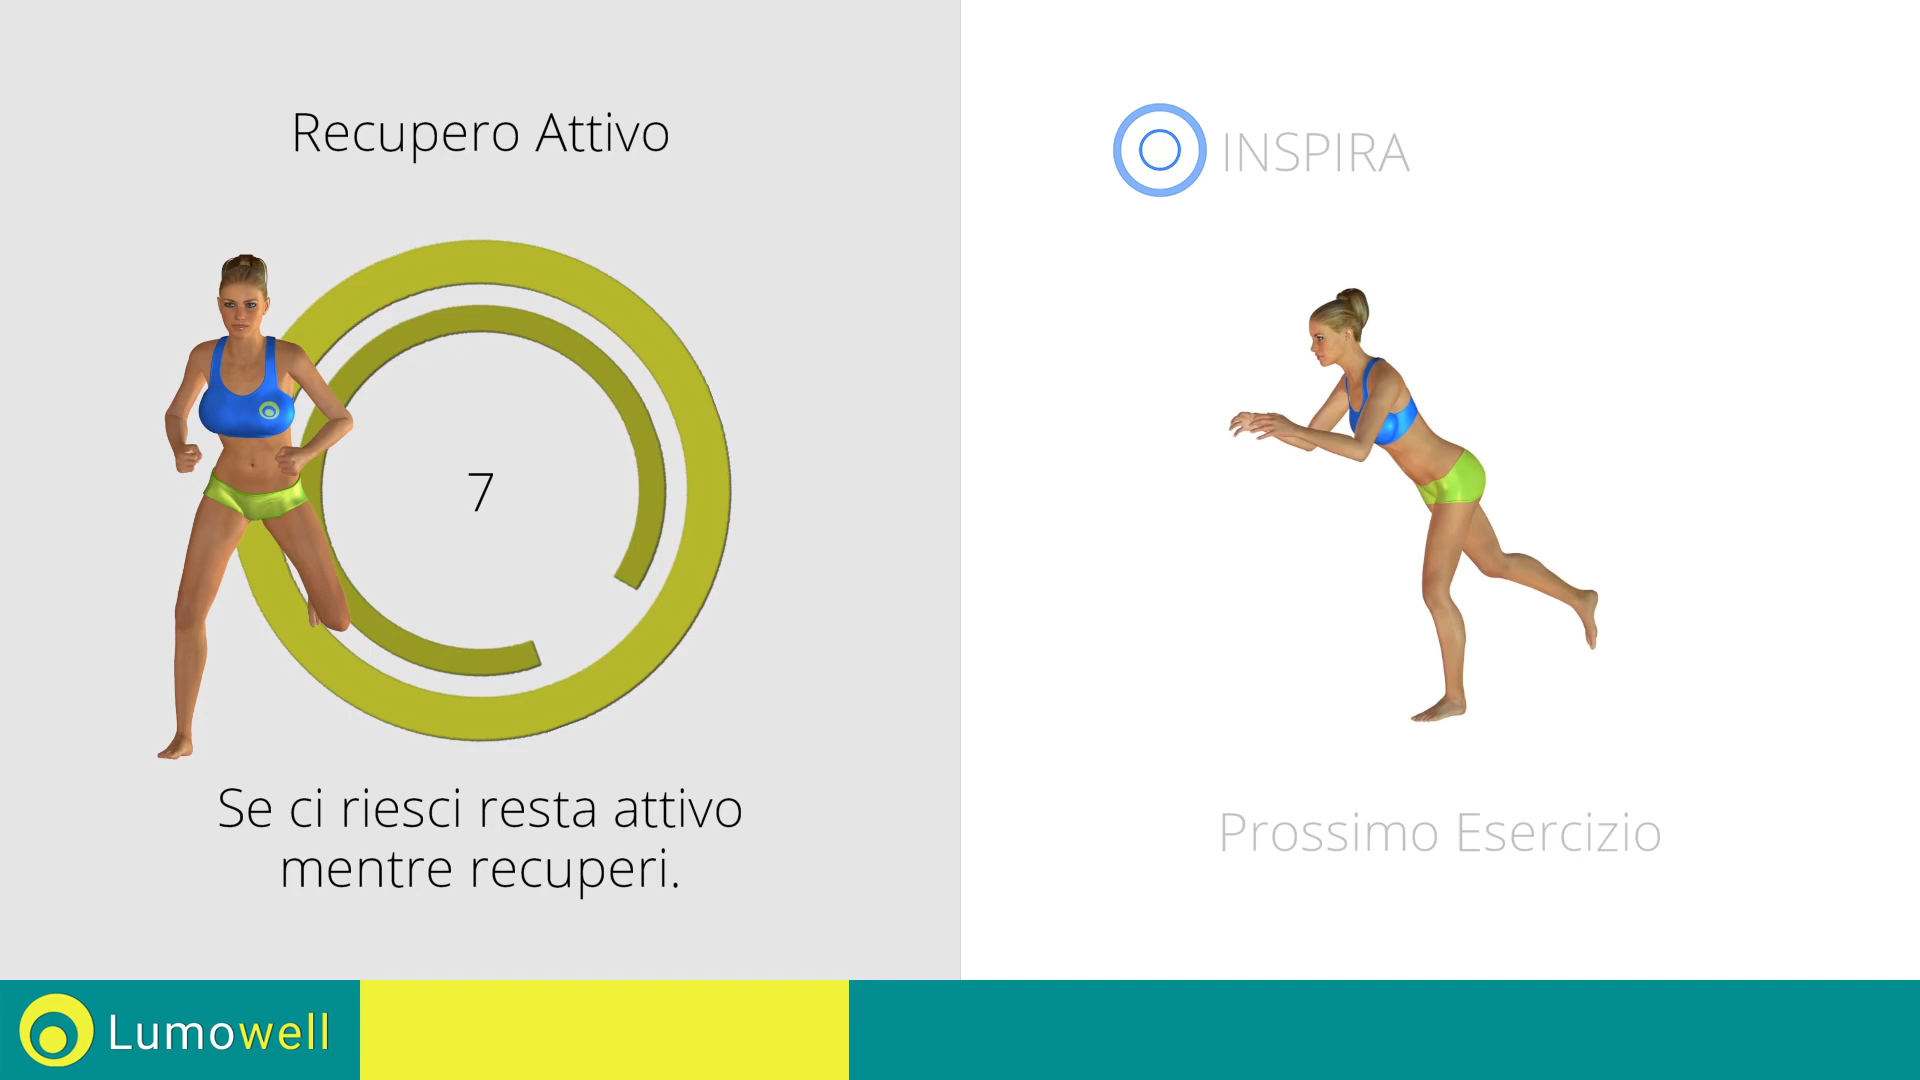 Recupero Attivo
7
Se ci riesci resta attivo
mentre recuperi.
INSPIRA
Prossimo Esercizio
Lumowell